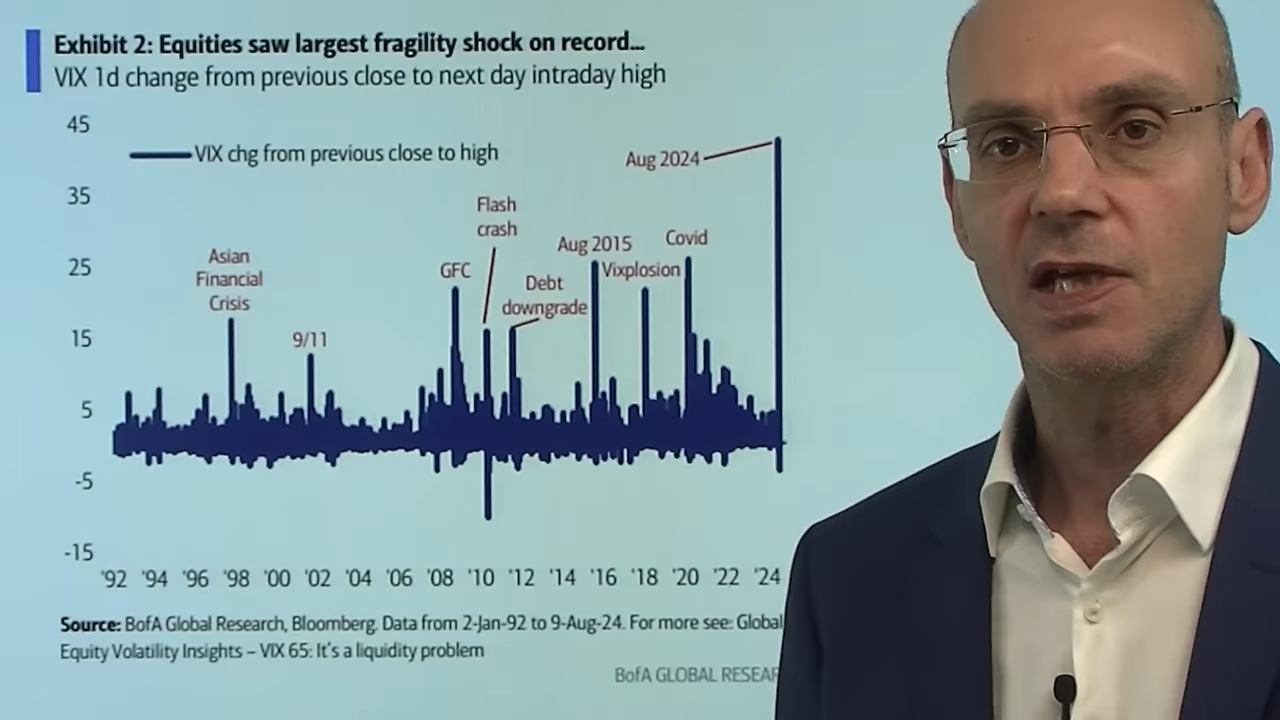 Exhibit 2: Equities saw largest fragility shock on record...
VIX 1d change from previous close to next day intraday high
45
VIX chg from previous close to high
Aug 2024
35
Flash
crash
Aug 2015
Covid
Asian
Financial
Crisis
25
GFC
Vixplosion
Debt
downgrade
15
9/11
5
-5
-15
'92 '94 '96 '98 '00 '02 '04 '06 '08 '10 '12 '14 '16 '18 '20 '22 '24
Source: BofA Global Research, Bloomberg. Data from 2-Jan-92 to 9-Aug-24. For more see: Global
Equity Volatility Insights – VIX 65: It's a liquidity problem
BofA GLOBAL RESEAR